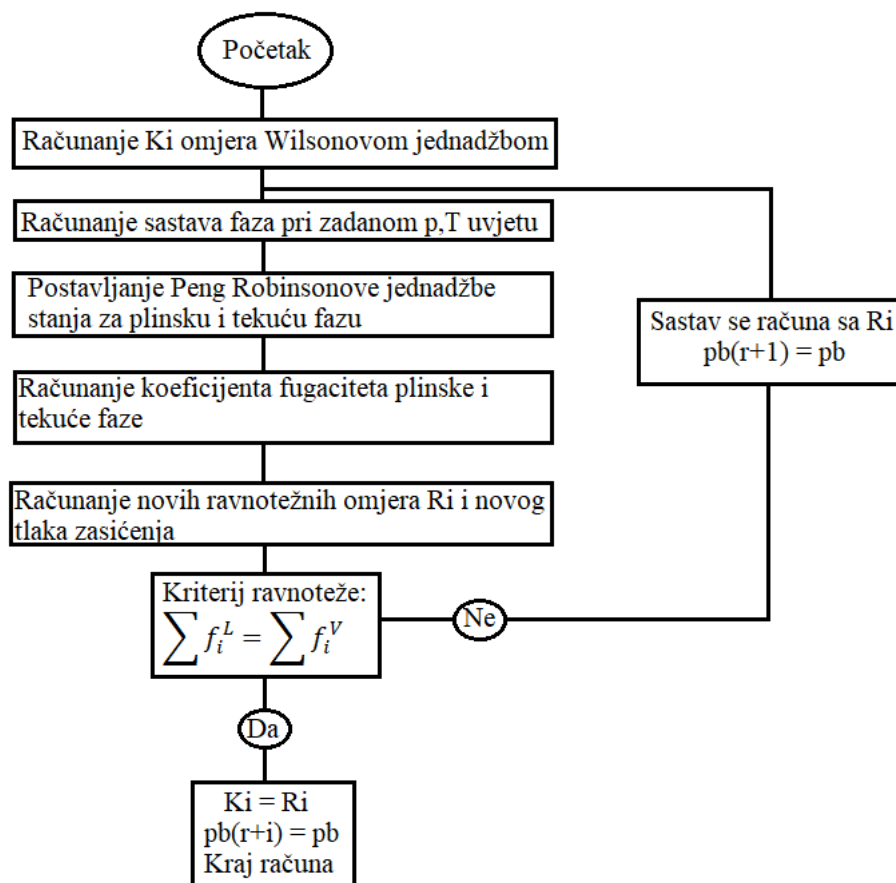 Početak
Računanje Ki omjera Wilsonovom jednadžbom
Računanje sastava faza pri zadanom p,T uvjetu
Postavljanje Peng Robinsonove jednadžbe
stanja za plinsku i tekuću fazu
Sastav se računa sa Ri
pb(r+1) = pb
Računanje koeficijenta fugaciteta plinske i
tekuće faze
Računanje novih ravnotežnih omjera Ri i novog
tlaka zasićenja
Kriterij ravnoteže:
∑ f_i^L = ∑ f_i^V
Ne
Da
Ki = Ri
pb(r+i) = pb
Kraj računa